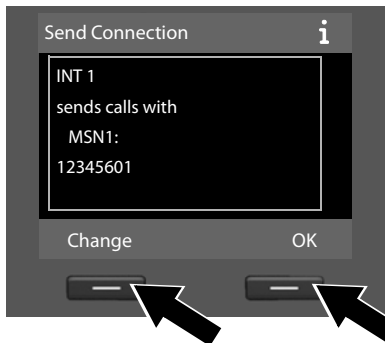 Send Connection i
INT 1
sends calls with
MSN1:
12345601
Change OK